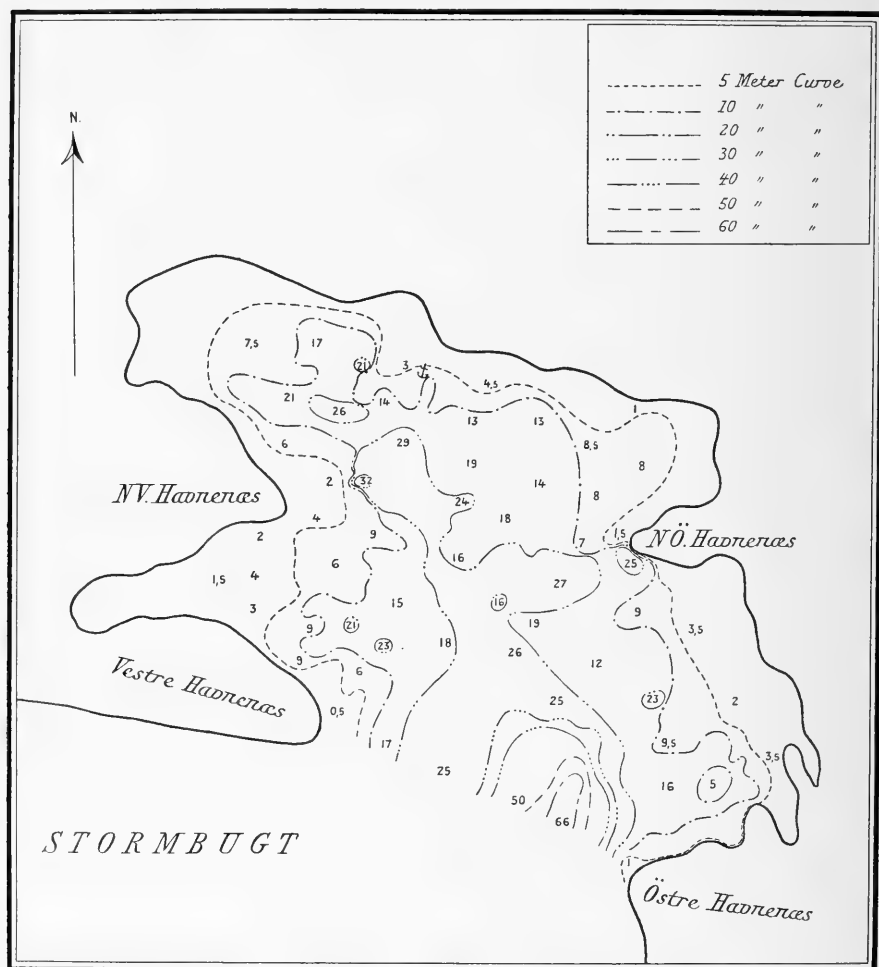 5 Meter Curve
10 " "
20 " "
30 " "
40 " "
50 " "
60 " "
N.
7,5 17 21 3
4,5
21 26 14
13 13 1
6 29 8,5
19 8
2 32 14
NV. Havnenæs
24 8
4 18
2 9 1,5
7 NÖ. Havnenæs
16
6 25
1,5 4 27
3 15 16 9
9 21 19 3,5
23 18
9 26 12
6
Vestre Havnenæs
0,5 25 23 2
17 9,5
3,5
25 16 5
50
66
STORMBUGT
1
Östre Havnenæs